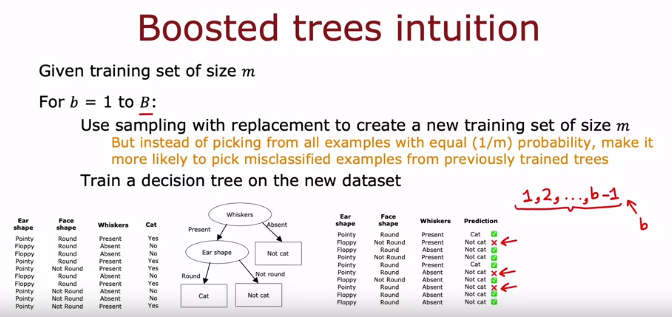 Boosted trees intuition
Given training set of size m
For b = 1 to B:
Use sampling with replacement to create a new training set of size m
But instead of picking from all examples with equal (1/m) probability, make it
more likely to pick misclassified examples from previously trained trees
Train a decision tree on the new dataset
1,2,...,b-1
b
Ear shape Face shape Whiskers Cat
Pointy Round Present Yes
Floppy Round Absent No
Floppy Round Absent No
Pointy Round Present Yes
Pointy Not Round Present Yes
Floppy Round Absent No
Floppy Round Present Yes
Pointy Not Round Absent No
Pointy Not Round Absent No
Pointy Not Round Present Yes
Whiskers
Present
Absent
Ear shape
Not cat
Round
Not round
Cat
Not cat
Ear shape Face shape Whiskers Prediction
Pointy Round Present Cat ✅
Floppy Not Round Present Not cat ❌
Floppy Round Absent Not cat ✅
Pointy Not Round Present Not cat ✅
Pointy Round Present Cat ✅
Pointy Round Absent Not cat ❌
Floppy Not Round Absent Not cat ✅
Pointy Round Absent Not cat ❌
Floppy Round Absent Not cat ✅
Floppy Round Absent Not cat ✅